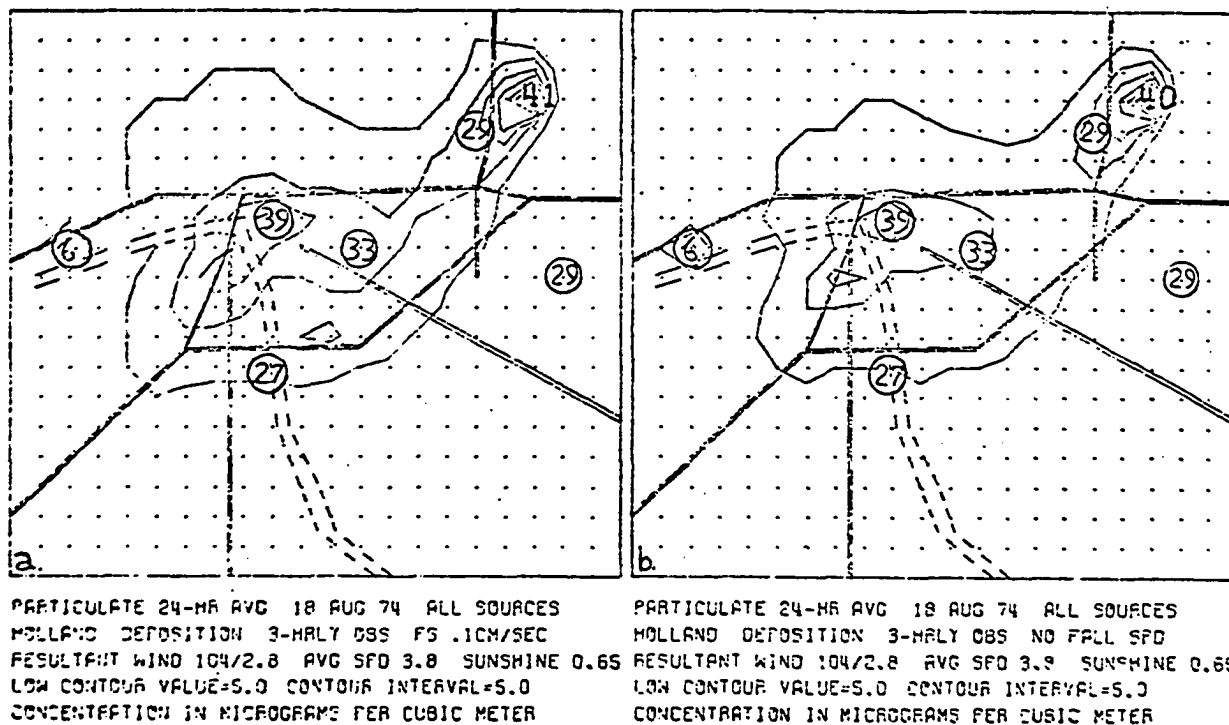 41
29
39
33
6
29
27
a.
40
29
39
33
6
29
27
b.
PARTICULATE 24-HR AVG 18 AUG 74 ALL SOURCES
HOLLAND DEPOSITION 3-HRLY OBS FS .1CM/SEC
RESULTANT WIND 104/2.8 AVG SPD 3.8 SUNSHINE 0.65
LOW CONTOUR VALUE=5.0 CONTOUR INTERVAL=5.0
CONCENTRATION IN MICROGRAMS PER CUBIC METER
PARTICULATE 24-HR AVG 18 AUG 74 ALL SOURCES
HOLLAND DEPOSITION 3-HRLY OBS NO FALL SPD
RESULTANT WIND 104/2.8 AVG SPD 3.8 SUNSHINE 0.65
LOW CONTOUR VALUE=5.0 CONTOUR INTERVAL=5.0
CONCENTRATION IN MICROGRAMS PER CUBIC METER